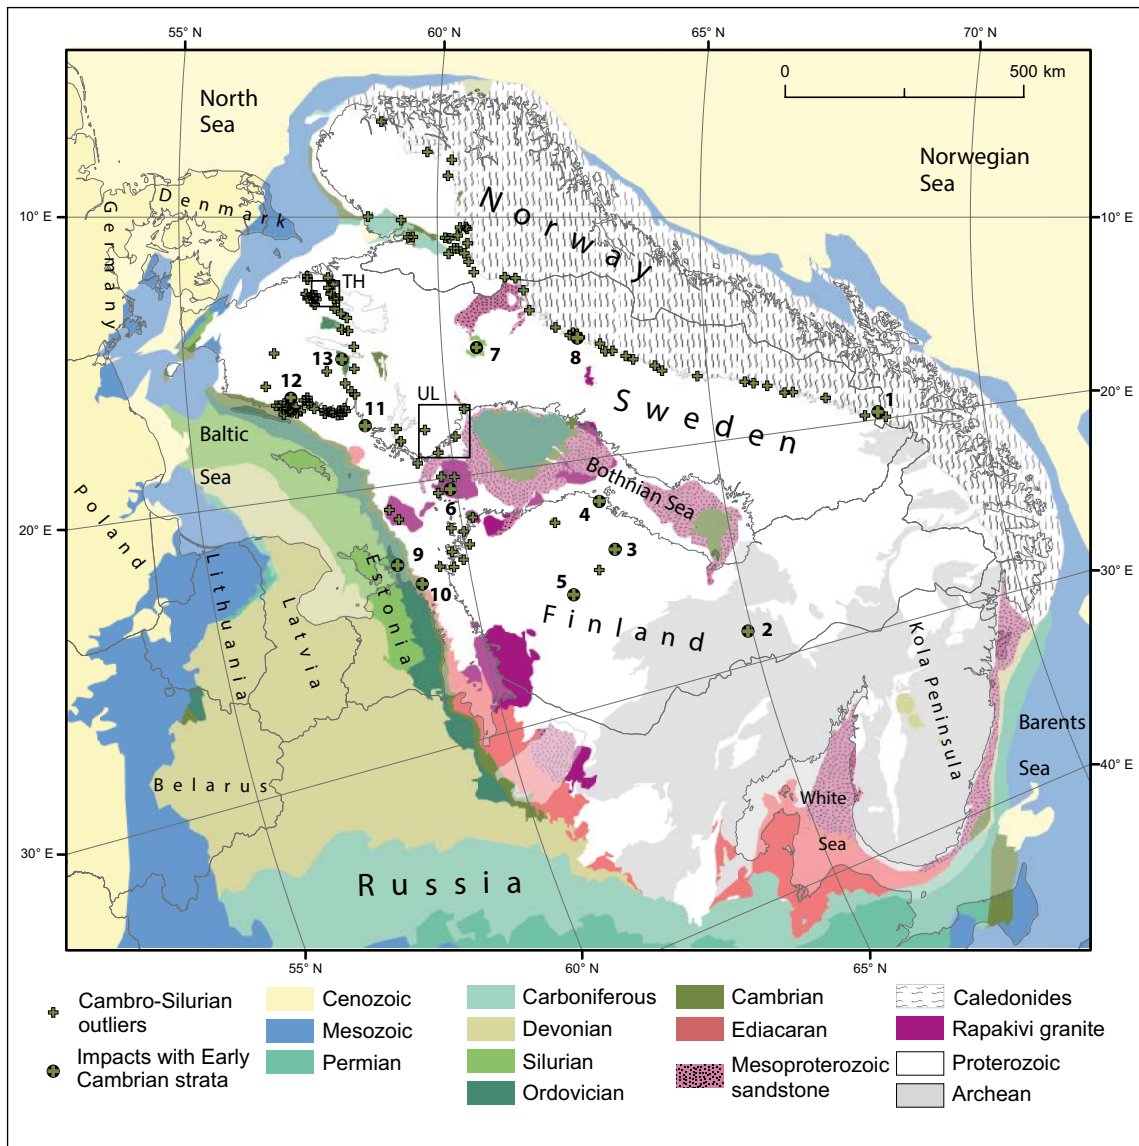 55° N
60° N
65° N
70° N
0
500 km
North
Sea
Norwegian
Sea
Norway
Denmark
Germany
10° E
10° E
TH
13
7
8
12
11
UL
Sweden
1
20° E
Baltic
Sea
Bothnian Sea
Poland
6
4
20° E
9
3
30° E
Lithuania
Latvia
Estonia
10
5
Finland
2
Kola Peninsula
Barents
Sea
40° E
Belarus
White
Sea
30° E
Russia
55° N
60° N
65° N
Cambro-Silurian
outliers
Impacts with Early
Cambrian strata
Cenozoic
Mesozoic
Permian
Carboniferous
Devonian
Silurian
Ordovician
Cambrian
Ediacaran
Mesoproterozoic
sandstone
Caledonides
Rapakivi granite
Proterozoic
Archean